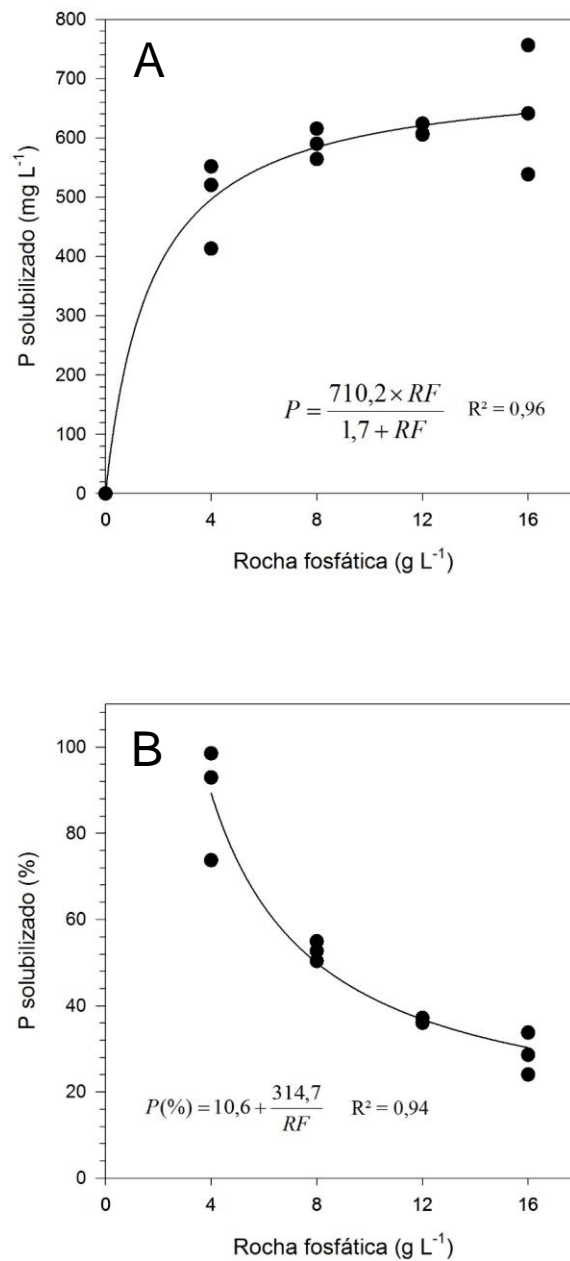 A
800
700
600
500
400
300
200
100
0
P solubilizado (mg L⁻¹)
P = 710,2 × RF / 1,7 + RF R² = 0,96
0 4 8 12 16
Rocha fosfática (g L⁻¹)
B
100
80
60
40
20
0
P solubilizado (%)
P(%) = 10,6 + 314,7 / RF R² = 0,94
0 4 8 12 16
Rocha fosfática (g L⁻¹)